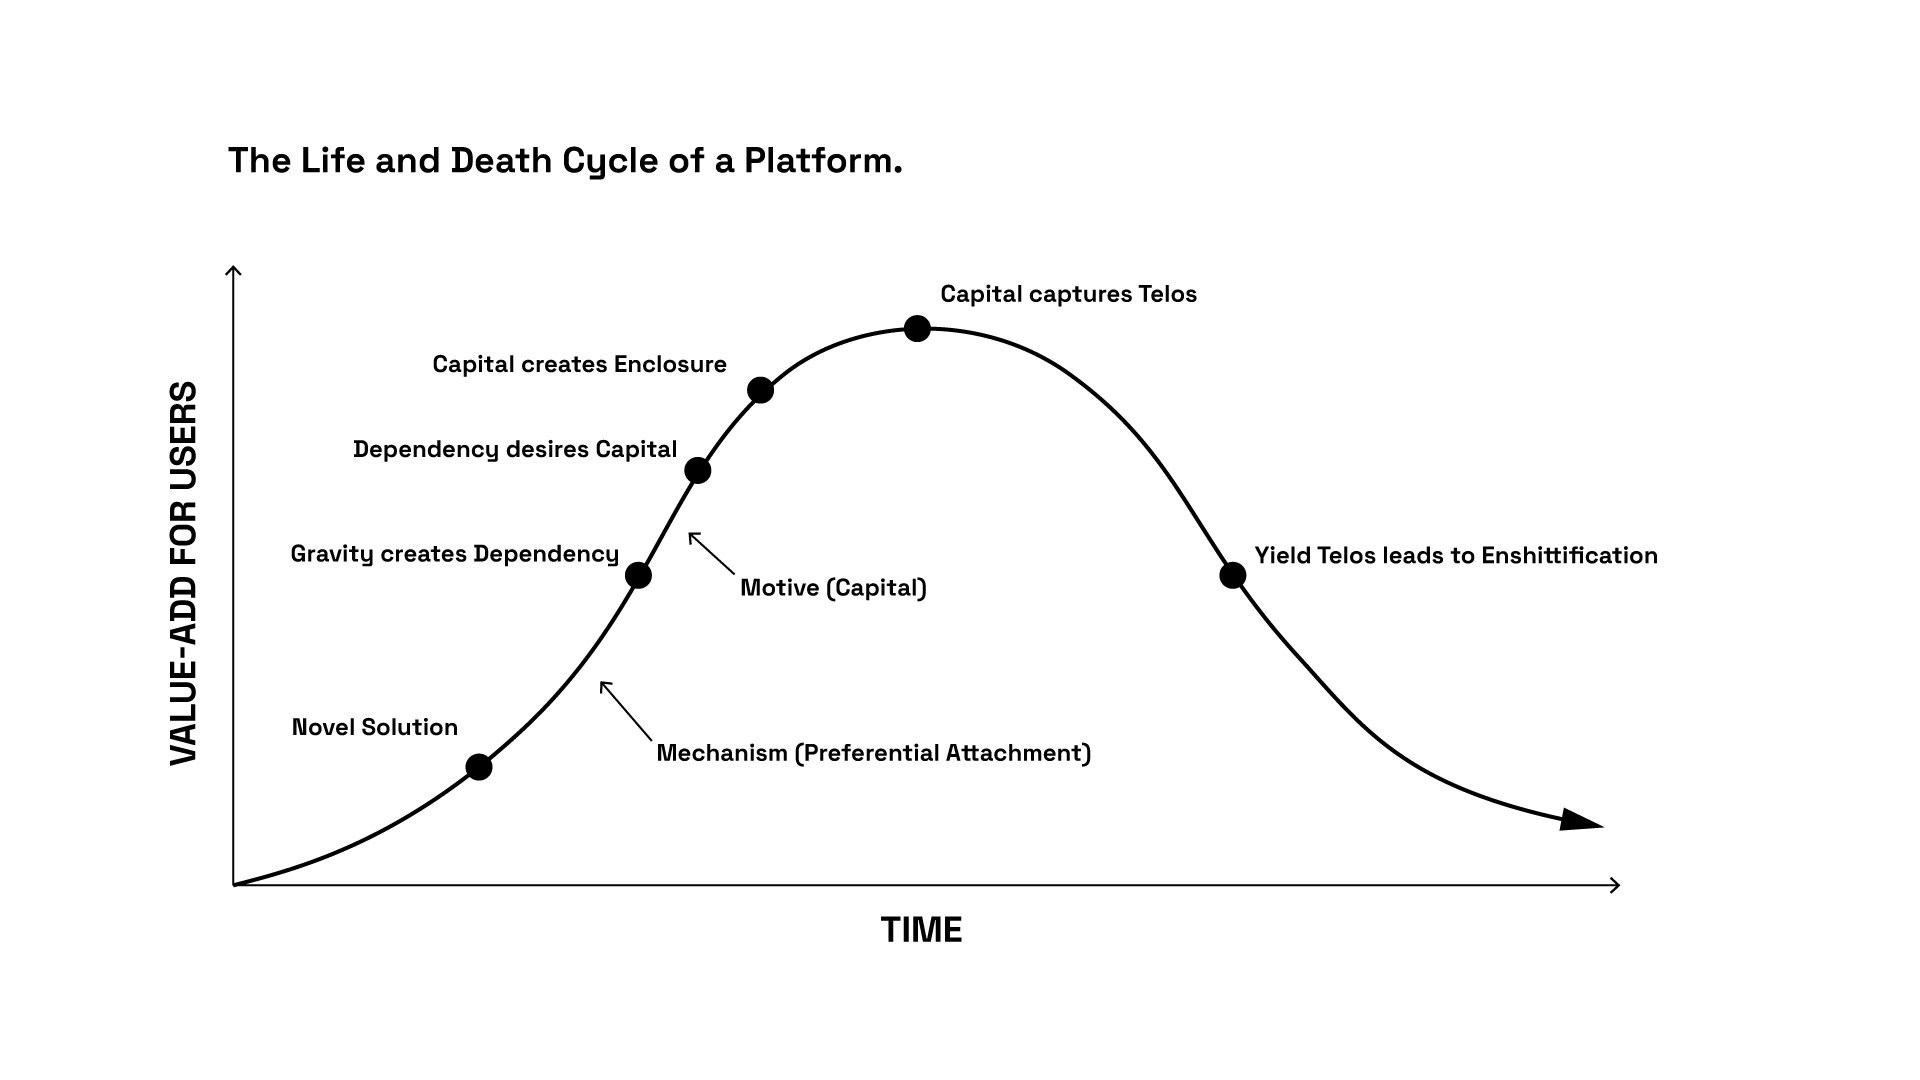 The Life and Death Cycle of a Platform.
Capital captures Telos
Capital creates Enclosure
Dependency desires Capital
Gravity creates Dependency
Yield Telos leads to Enshittification
Motive (Capital)
Novel Solution
Mechanism (Preferential Attachment)
VALUE-ADD FOR USERS
TIME